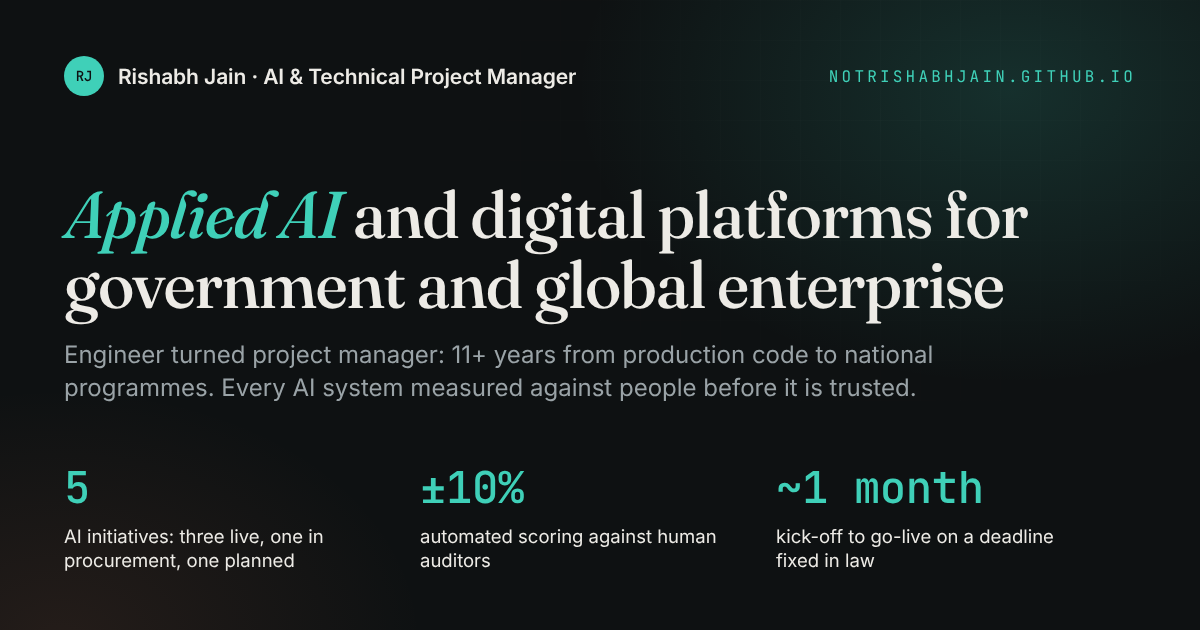 RJ
Rishabh Jain · AI & Technical Project Manager
NOTRISHABHJAIN.GITHUB.IO
Applied AI and digital platforms for
government and global enterprise
Engineer turned project manager: 11+ years from production code to national
programmes. Every AI system measured against people before it is trusted.
5
AI initiatives: three live, one in
procurement, one planned
±10%
automated scoring against human
auditors
~1 month
kick-off to go-live on a deadline
fixed in law